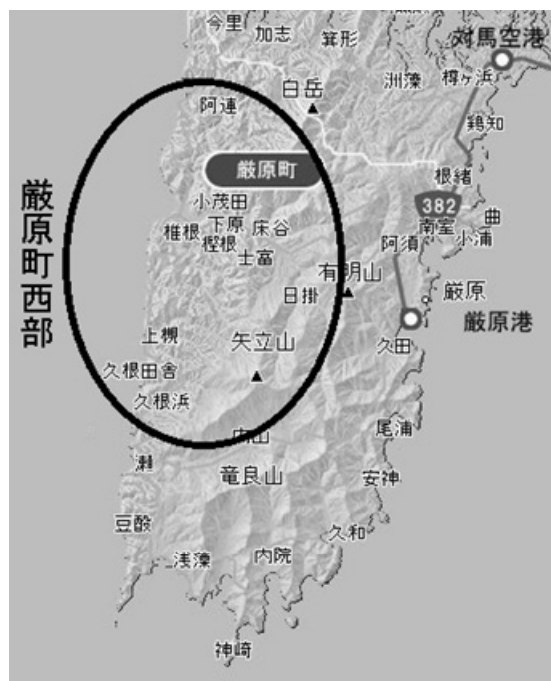 今里
加志
箕形
対馬空港
白岳
洲藻
樽ヶ浜
阿連
鶏知
厳原町
根緒
小茂田
382
曲
椎根
下原
床谷
南室
小浦
樫根
阿須
士富
厳原町西部
有明山
日掛
厳原
厳原港
上槻
矢立山
久田
久根田舎
久根浜
尾浦
内山
瀬
竜良山
安神
豆酘
久和
浅藻
内院
神崎